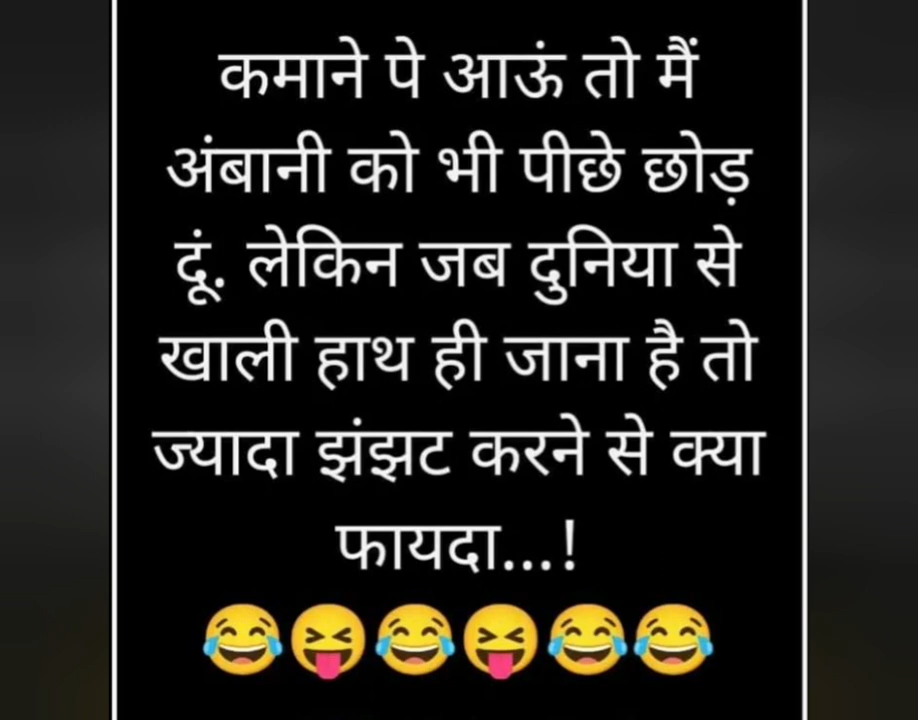 कमाने पे आऊं तो मैं
अंबानी को भी पीछे छोड़
दूं. लेकिन जब दुनिया से
खाली हाथ ही जाना है तो
ज्यादा झंझट करने से क्या
फायदा...!
😂😝😂😝😂😂